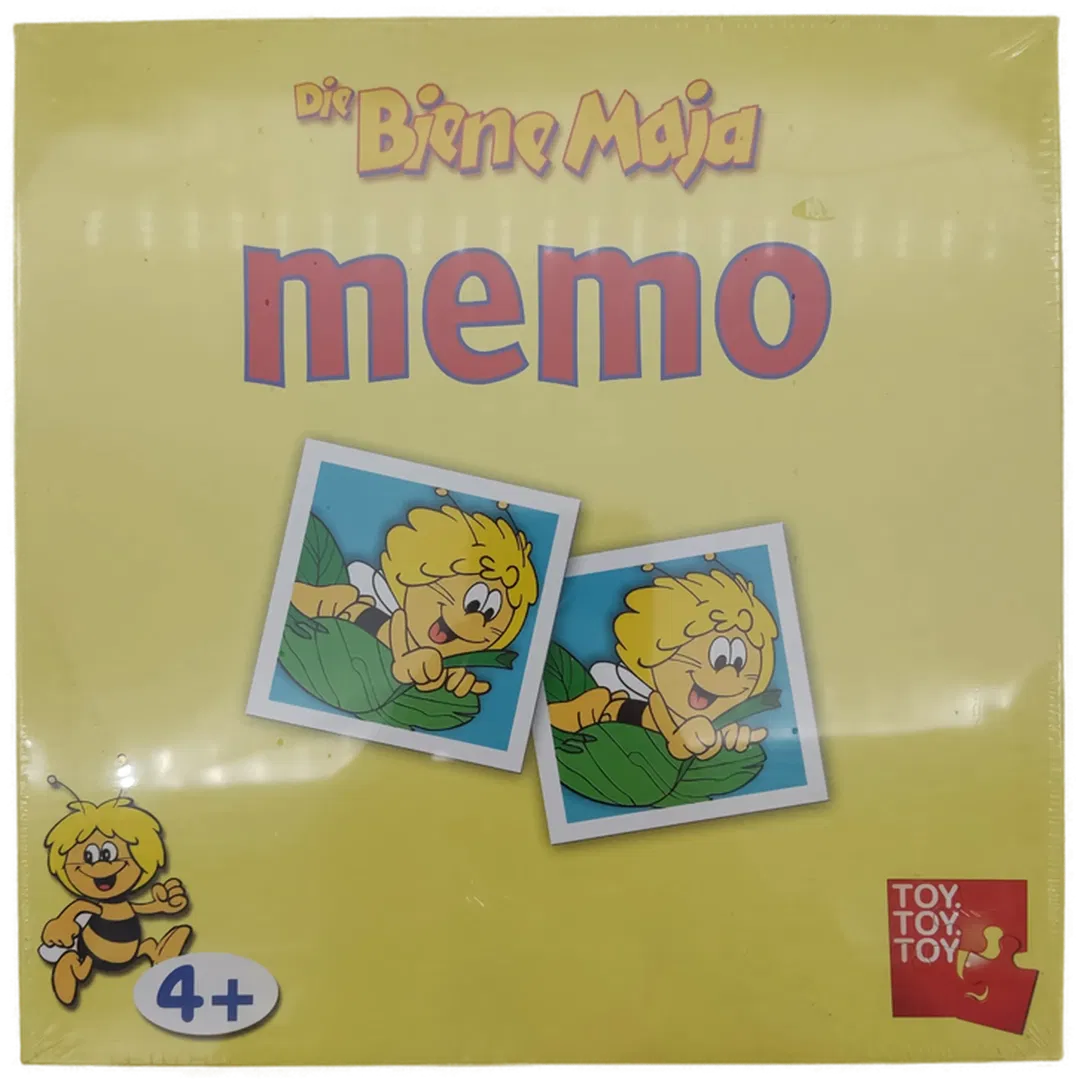 Die Biene Maja
memo
4+
TOY.
TOY.
TOY